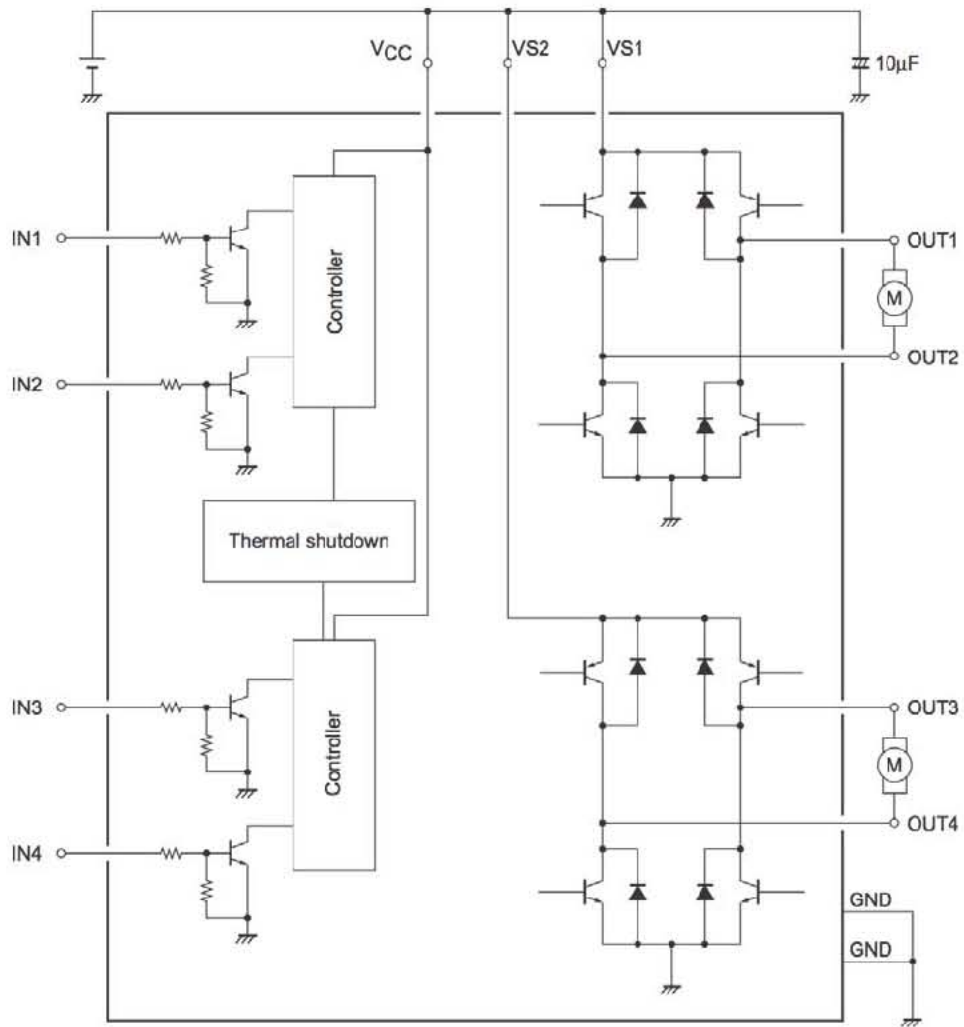 VCC
VS2
VS1
10μF
IN1
Controller
OUT1
M
IN2
OUT2
Thermal shutdown
IN3
Controller
OUT3
M
IN4
OUT4
GND
GND